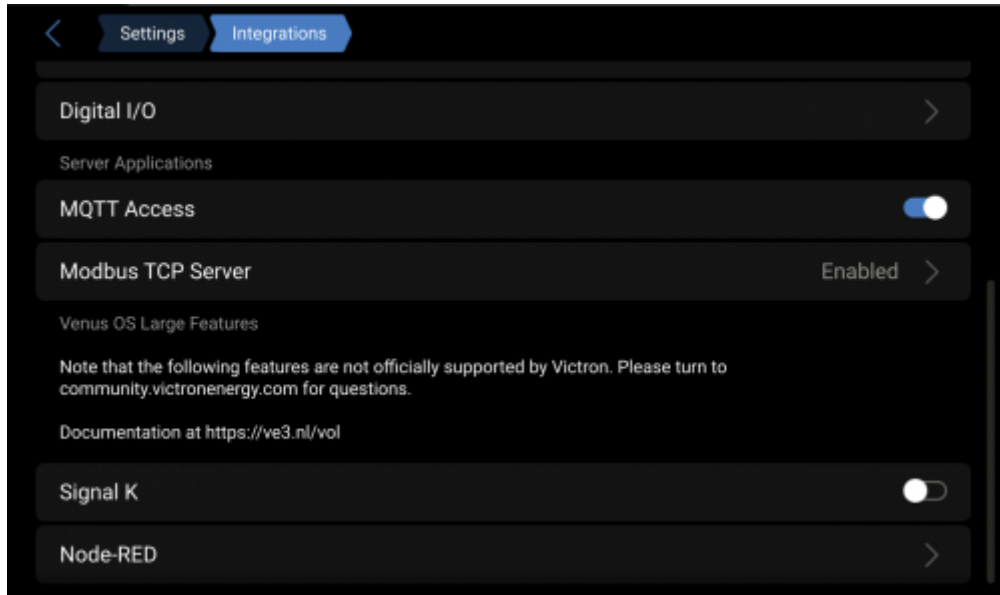 Settings
Integrations
Digital I/O
Server Applications
MQTT Access
Modbus TCP Server
Enabled
Venus OS Large Features
Note that the following features are not officially supported by Victron. Please turn to
community.victronenergy.com for questions.
Documentation at https://ve3.nl/vol
Signal K
Node-RED